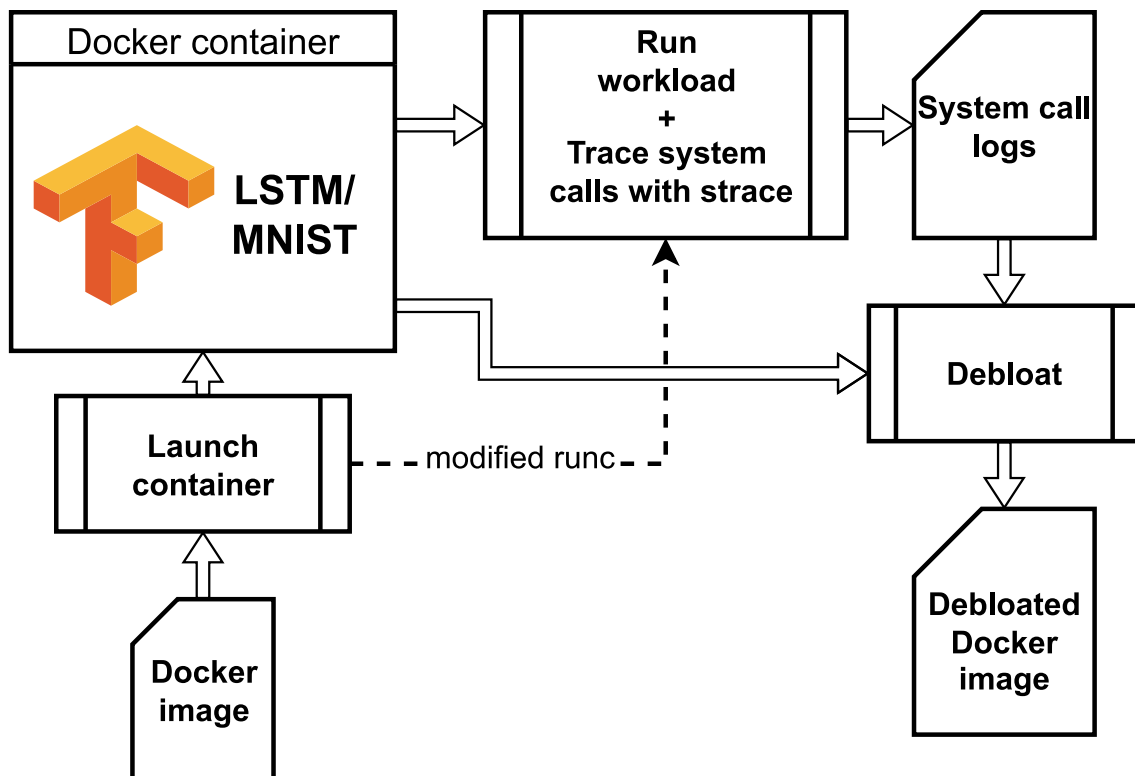 Docker container
LSTM/
MNIST
Run
workload
+
Trace system
calls with strace
System call
logs
Debloat
Launch
container
modified runc
Docker
image
Debloated
Docker
image